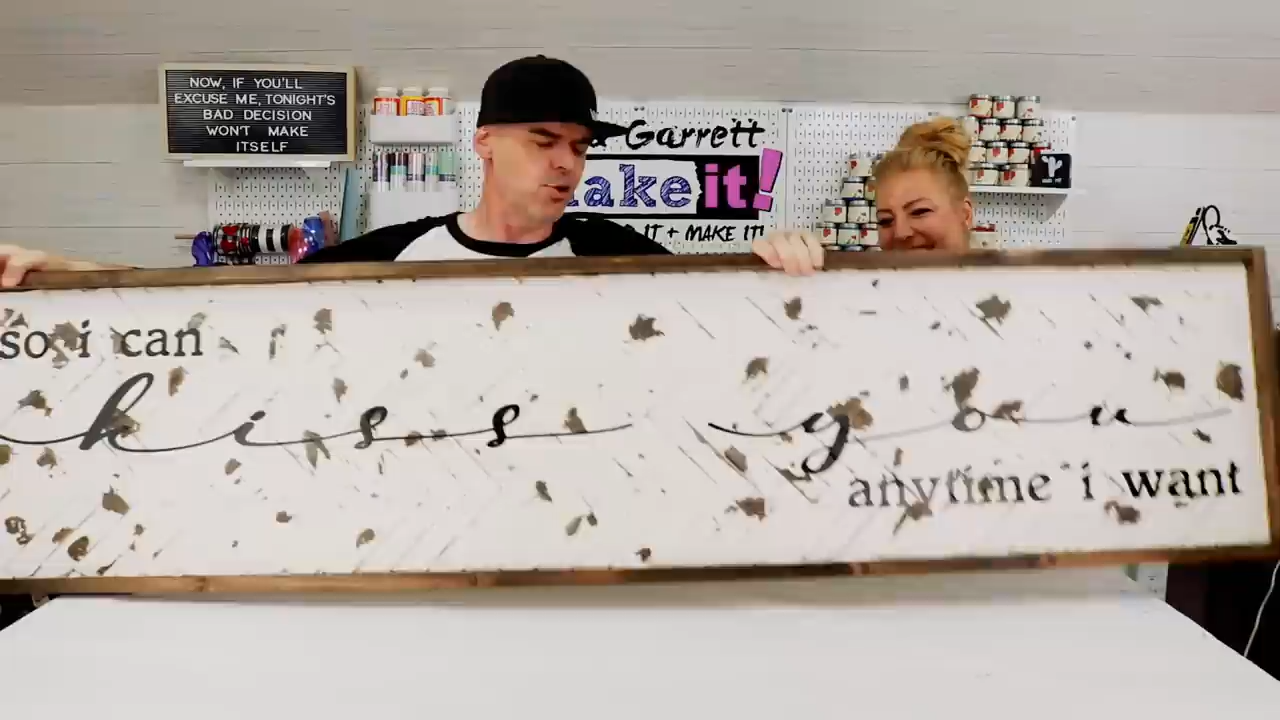 NOW, IF YOU'LL
EXCUSE ME, TONIGHT'S
BAD DECISION
WON'T MAKE
ITSELF
Garrett
ake it!
IT + MAKE IT!
so i can
kiss you
anytime i want